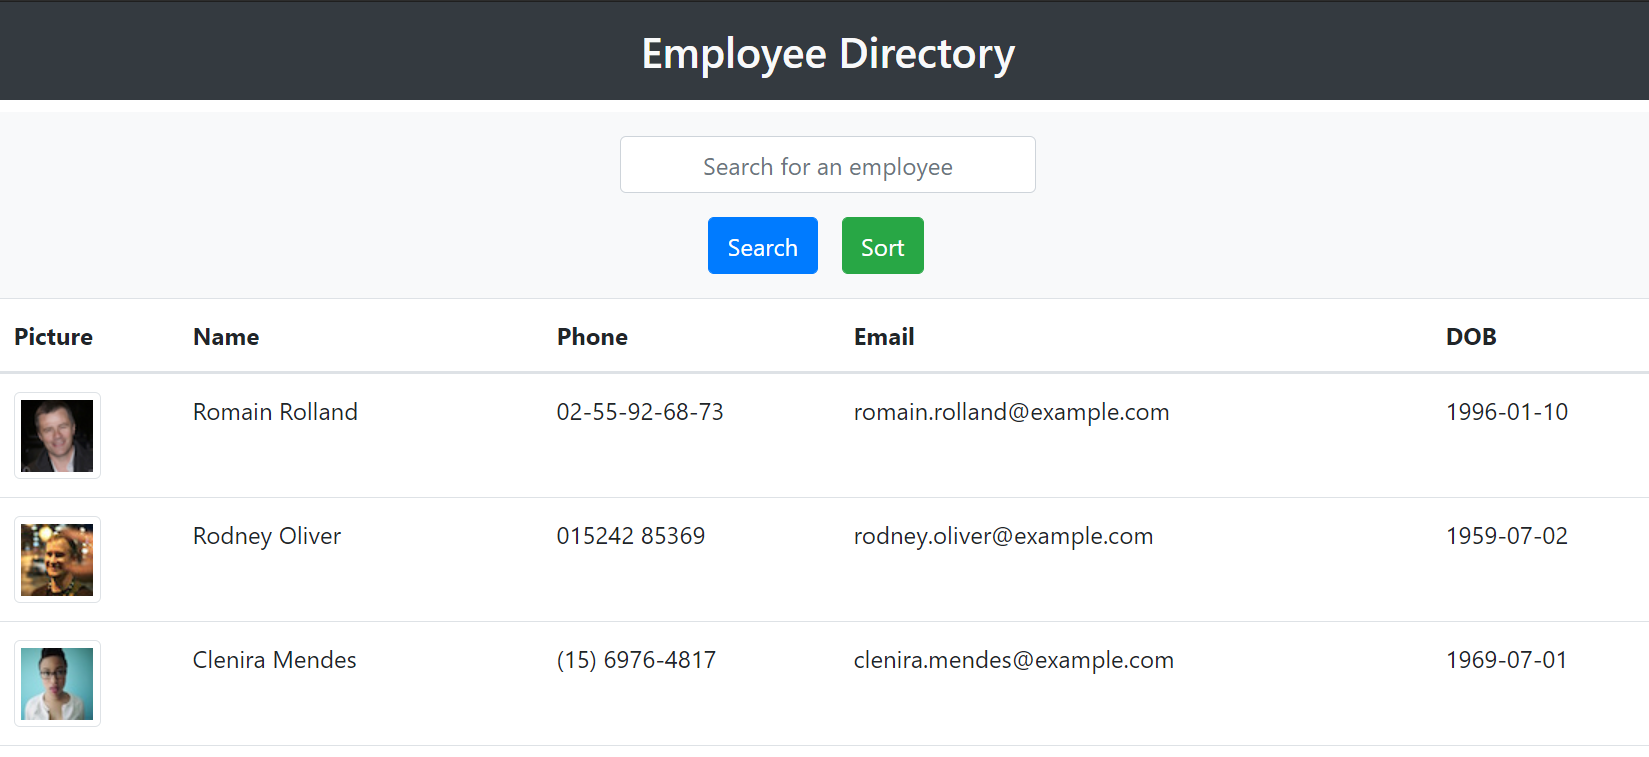 Employee Directory
Search for an employee
Search Sort
Picture Name Phone Email DOB
Romain Rolland 02-55-92-68-73 romain.rolland@example.com 1996-01-10
Rodney Oliver 015242 85369 rodney.oliver@example.com 1959-07-02
Clenira Mendes (15) 6976-4817 clenira.mendes@example.com 1969-07-01